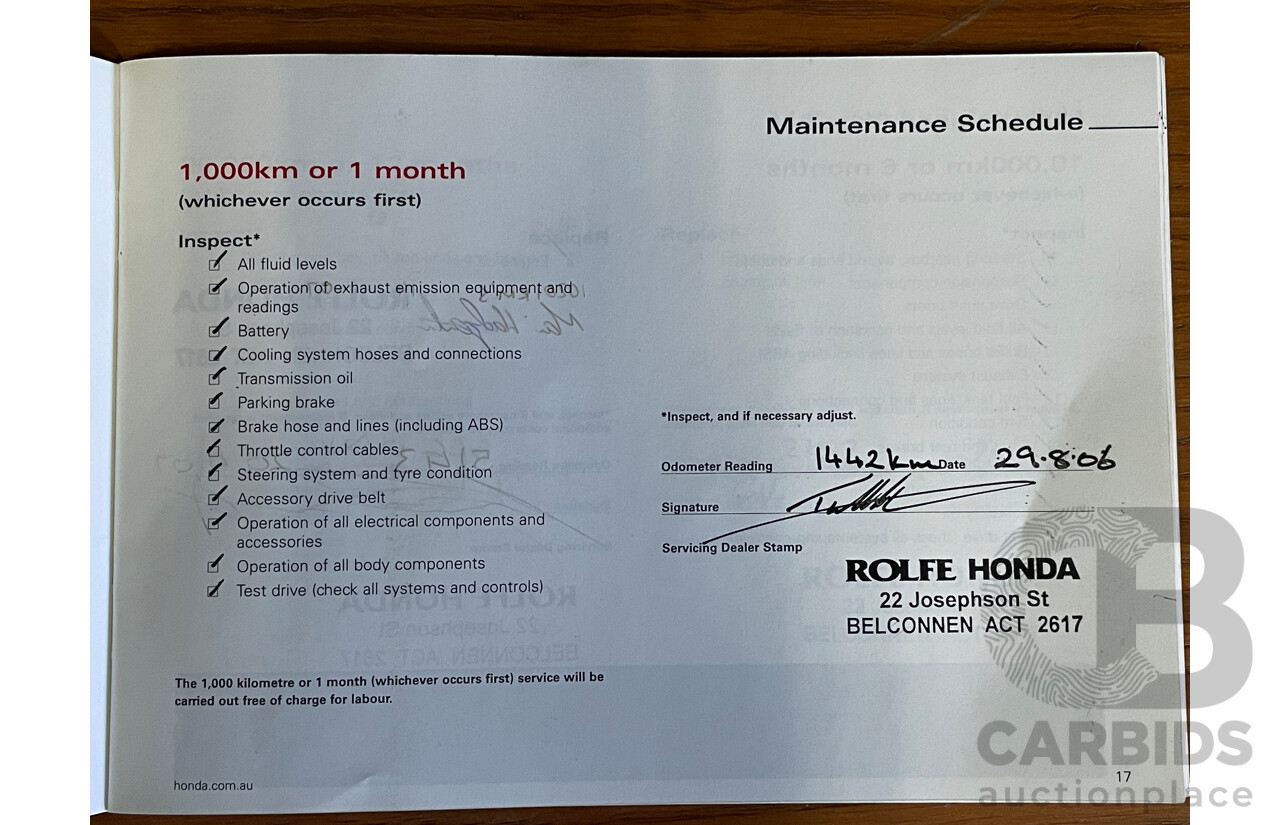 Maintenance Schedule
1,000km or 1 month
(whichever occurs first)
Inspect*
All fluid levels
Operation of exhaust emission equipment and
readings
Battery
Cooling system hoses and connections
Transmission oil
Parking brake
Brake hose and lines (including ABS)
Throttle control cables
Steering system and tyre condition
Accessory drive belt
Operation of all electrical components and
accessories
Operation of all body components
Test drive (check all systems and controls)
The 1,000 kilometre or 1 month (whichever occurs first) service will be
carried out free of charge for labour.
*Inspect, and if necessary adjust.
Odometer Reading 1442km Date 29.8.06
Signature
Servicing Dealer Stamp
ROLFE HONDA
22 Josephson St
BELCONNEN ACT 2617
honda.com.au
17
CARBIDS
auctionplace